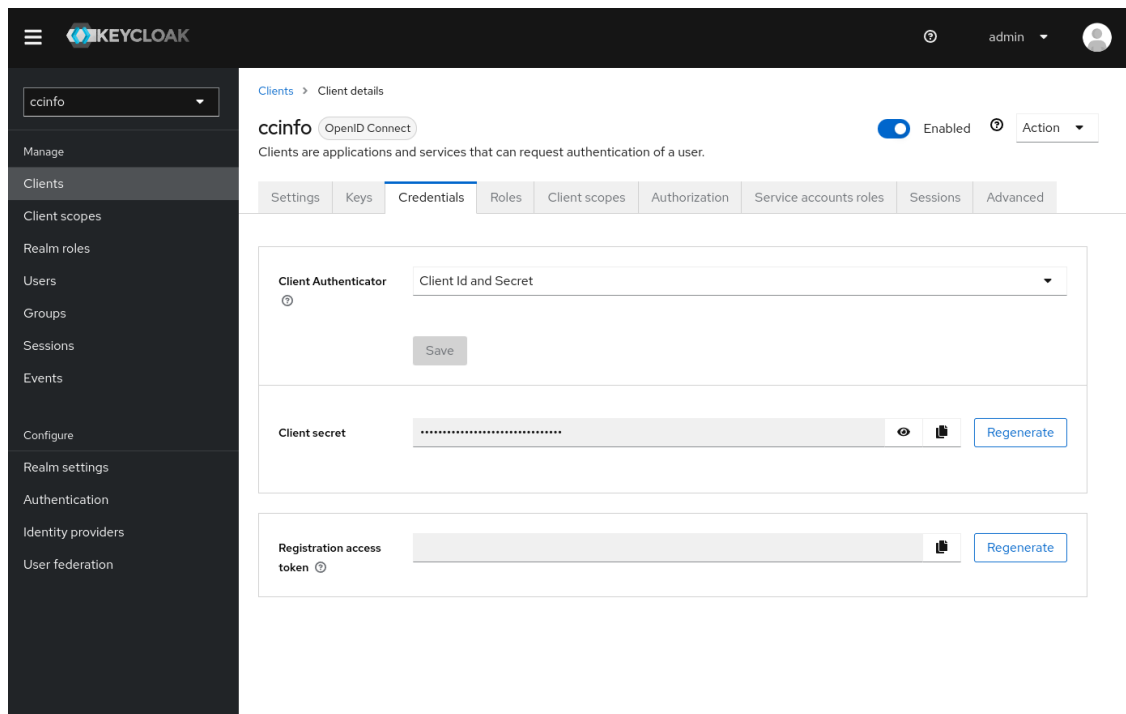 KEYCLOAK
admin
ccinfo
Manage
Clients
Client scopes
Realm roles
Users
Groups
Sessions
Events
Configure
Realm settings
Authentication
Identity providers
User federation
Clients > Client details
ccinfo OpenID Connect
Enabled
Action
Clients are applications and services that can request authentication of a user.
Settings Keys Credentials Roles Client scopes Authorization Service accounts roles Sessions Advanced
Client Authenticator
Client Id and Secret
Save
Client secret
••••••••••••••••••••••••••••••••
Regenerate
Registration access
token
Regenerate